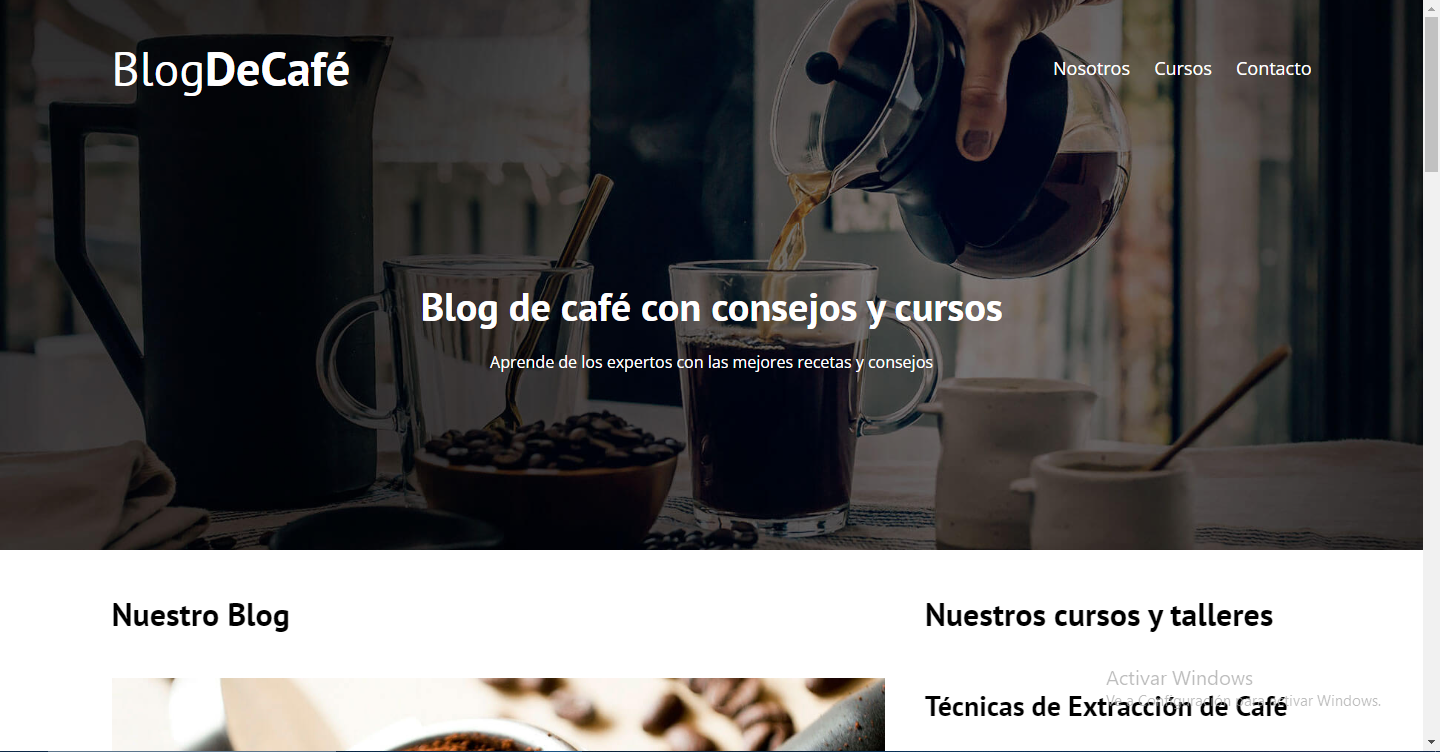 BlogDeCafé
Nosotros Cursos Contacto
Blog de café con consejos y cursos
Aprende de los expertos con las mejores recetas y consejos
Nuestro Blog
Nuestros cursos y talleres
Activar Windows
Ve a Configuración para activar Windows.
Técnicas de Extracción de Café